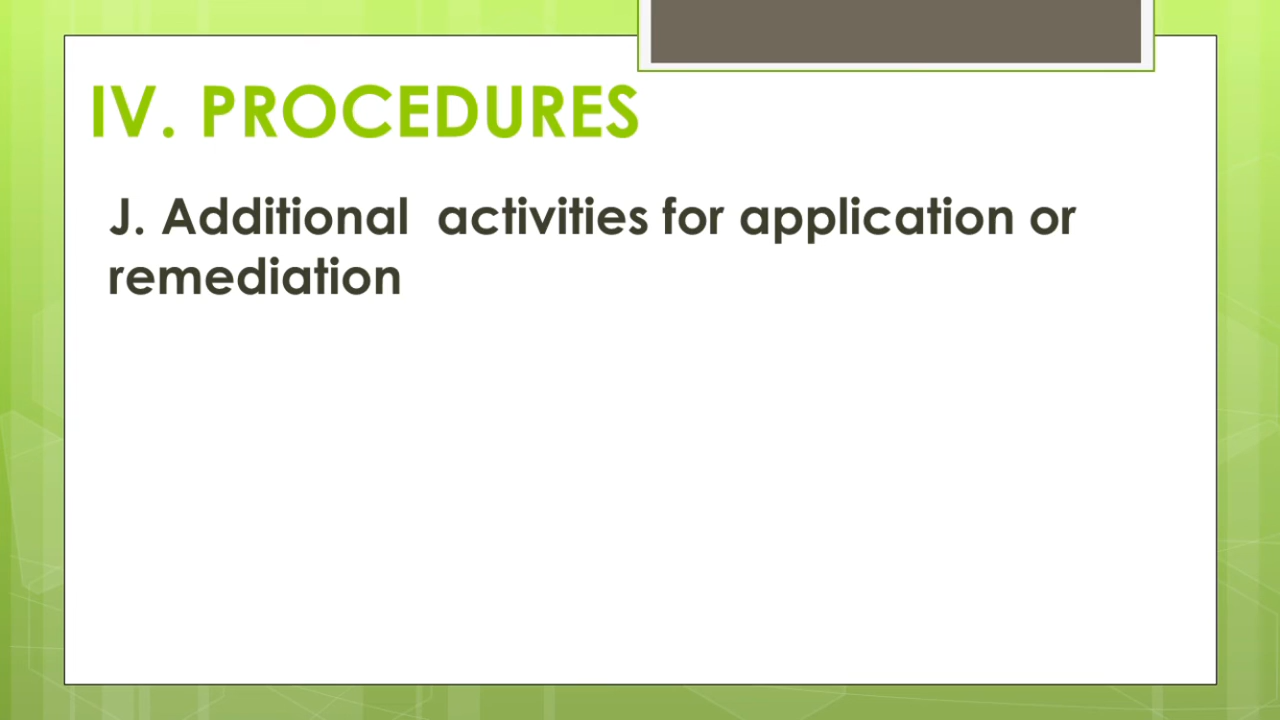 IV. PROCEDURES
J. Additional  activities for application or
remediation